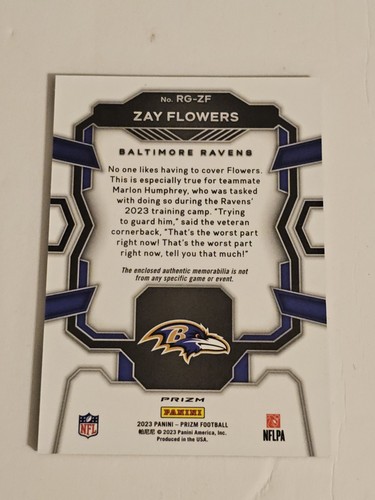 No. RG-ZF
ZAY FLOWERS
BALTIMORE RAVENS
No one likes having to cover Flowers.
This is especially true for teammate
Marlon Humphrey, who was tasked
with doing so during the Ravens'
2023 training camp. "Trying
to guard him," said the veteran
cornerback, "That's the worst part
right now! That's the worst part
right now, tell you that much!"
The enclosed authentic memorabilia is not
from any specific game or event.
B
PRIZM
PANINI
2023 PANINI – PRIZM FOOTBALL
帕尼尼 © 2023 Panini America, Inc.
Produced in the USA.
NFL
NFLPA